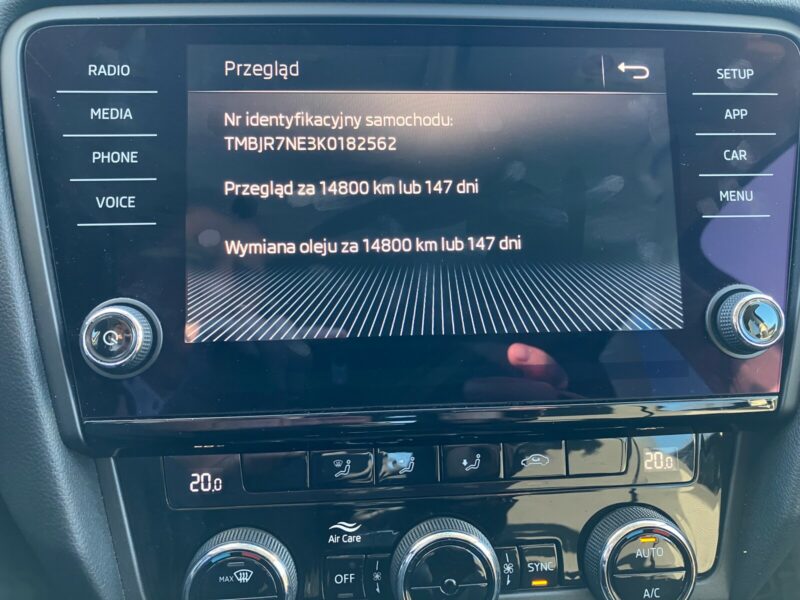 RADIO
MEDIA
PHONE
VOICE
Przegląd
Nr identyfikacyjny samochodu:
TMBJR7NE3K0182562
Przegląd za 14800 km lub 147 dni
Wymiana oleju za 14800 km lub 147 dni
SETUP
APP
CAR
MENU
20.0
20.0
Air Care
MAX
OFF
SYNC
AUTO
A/C